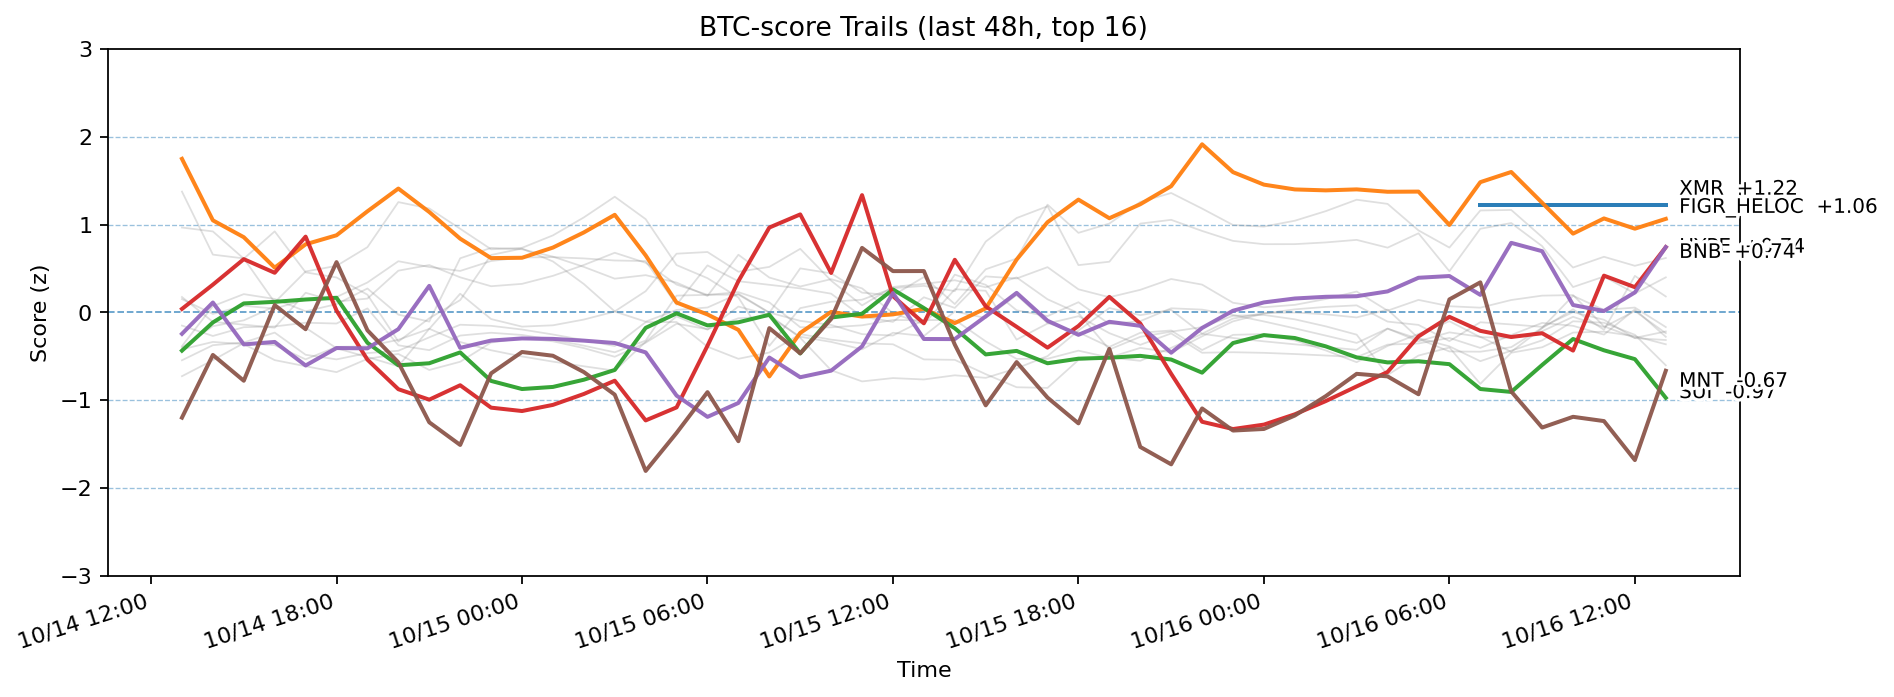 BTC-score Trails (last 48h, top 16)
Score (z)
3
2
1
0
−1
−2
−3
XMR +1.22
FIGR_HELOC +1.06
BNB +0.74
MNT -0.67
SUI -0.97
10/14 12:00
10/14 18:00
10/15 00:00
10/15 06:00
10/15 12:00
10/15 18:00
10/16 00:00
10/16 06:00
10/16 12:00
Time